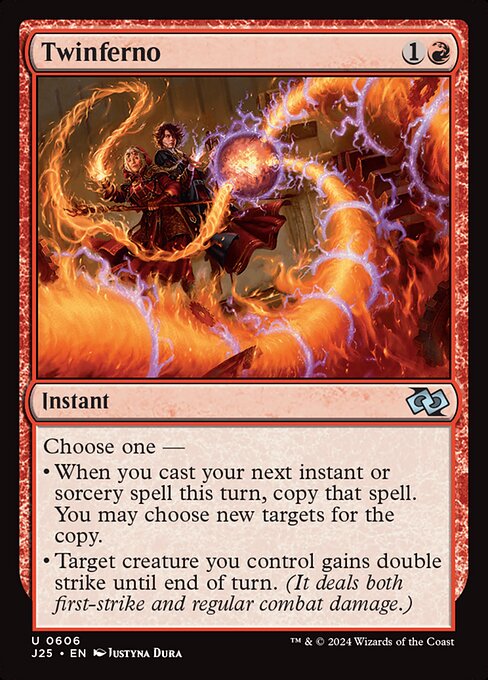 Twinferno 1
Instant
Choose one —
• When you cast your next instant or
sorcery spell this turn, copy that spell.
You may choose new targets for the
copy.
• Target creature you control gains double
strike until end of turn. (It deals both
first-strike and regular combat damage.)
U 0606
J25 • EN Justyna Dura
™ & © 2024 Wizards of the Coast